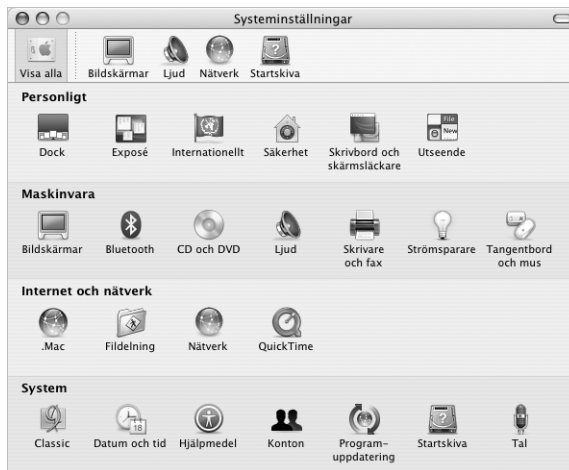 Systeminställningar
Visa alla Bildskärmar Ljud Nätverk Startskiva
Personligt
Dock Exposé Internationellt Säkerhet Skrivbord och skärmsläckare Utseende
File
New
Maskinvara
Bildskärmar Bluetooth CD och DVD Ljud Skrivare och fax Strömsparare Tangentbord och mus
Internet och nätverk
.Mac Fildelning Nätverk QuickTime
System
18
Classic Datum och tid Hjälpmedel Konton Program-uppdatering Startskiva Tal